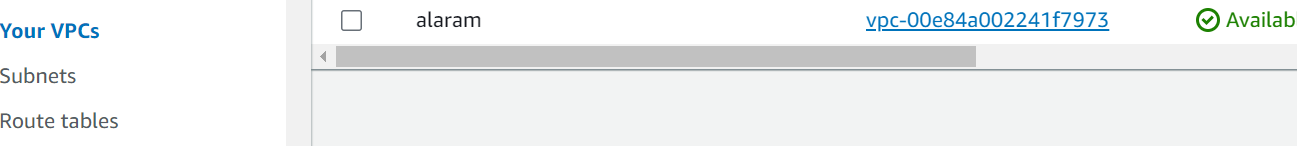 Your VPCs
alaram vpc-00e84a002241f7973 Availab
Subnets
Route tables